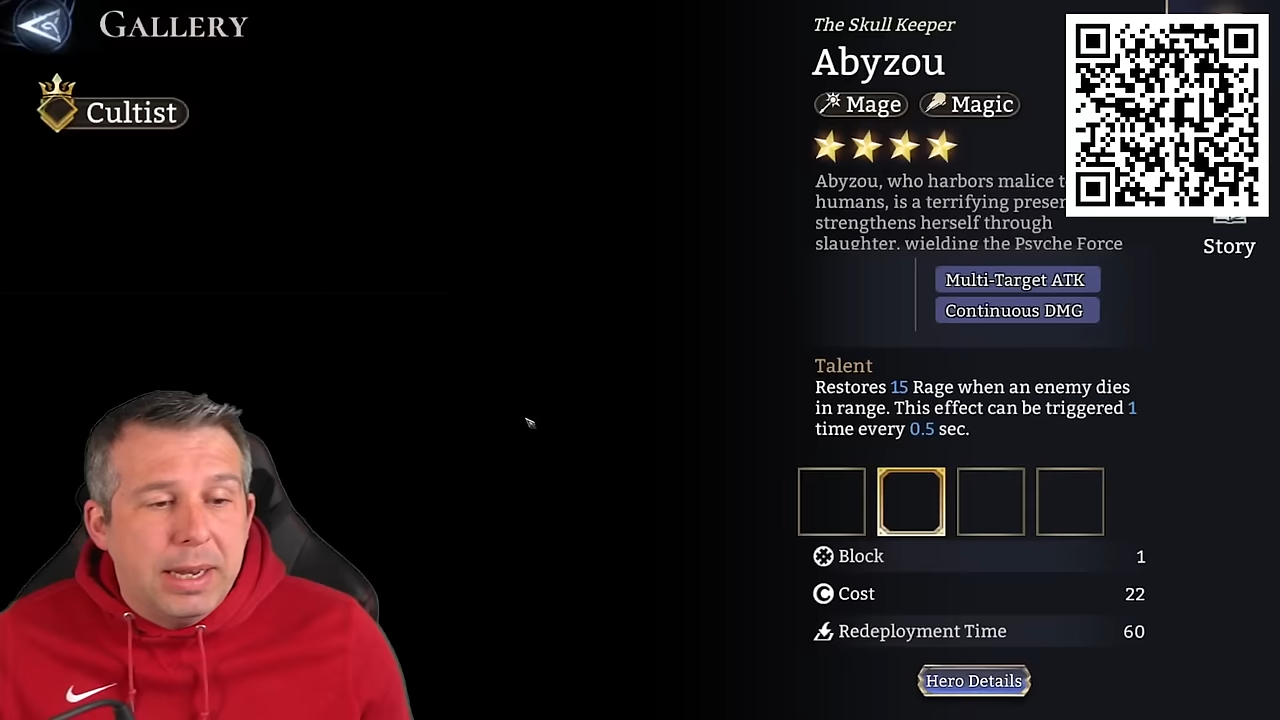 GALLERY
Cultist
The Skull Keeper
Abyzou
Mage
Magic
Abyzou, who harbors malice
humans, is a terrifying
strengthens herself through
slaughter, wielding the Psyche Force
Story
Multi-Target ATK
Continuous DMG
Talent
Restores 15 Rage when an enemy dies
in range. This effect can be triggered 1
time every 0.5 sec.
Block 1
Cost 22
Redeployment Time 60
Hero Details